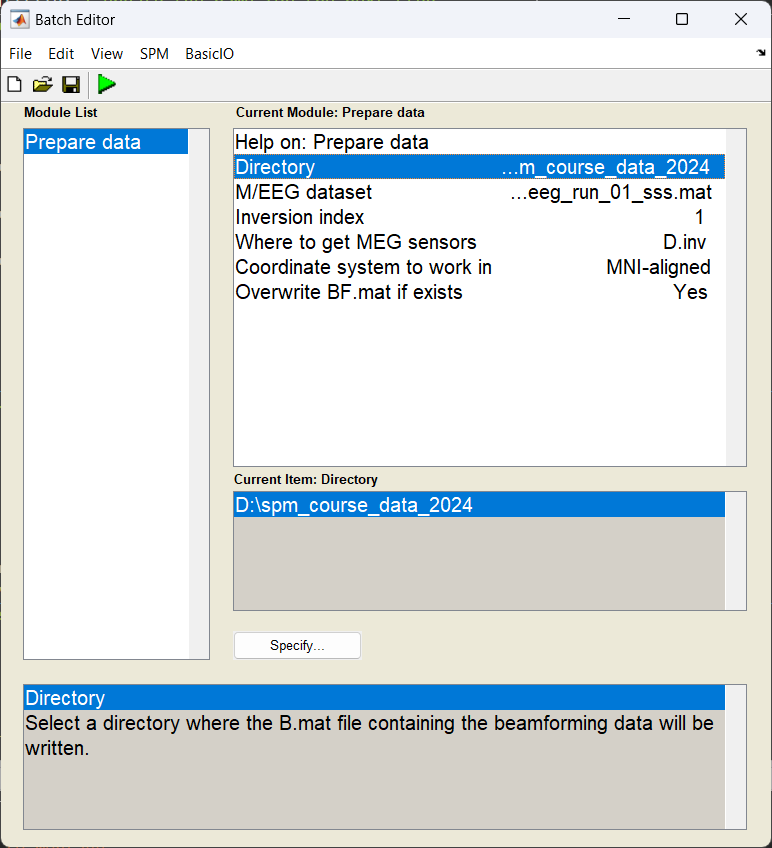 Batch Editor
File Edit View SPM BasicIO
Module List
Prepare data
Current Module: Prepare data
Help on: Prepare data
Directory ...m_course_data_2024
M/EEG dataset ...eeg_run_01_sss.mat
Inversion index 1
Where to get MEG sensors D.inv
Coordinate system to work in MNI-aligned
Overwrite BF.mat if exists Yes
Current Item: Directory
D:\spm_course_data_2024
Specify...
Directory
Select a directory where the B.mat file containing the beamforming data will be
written.